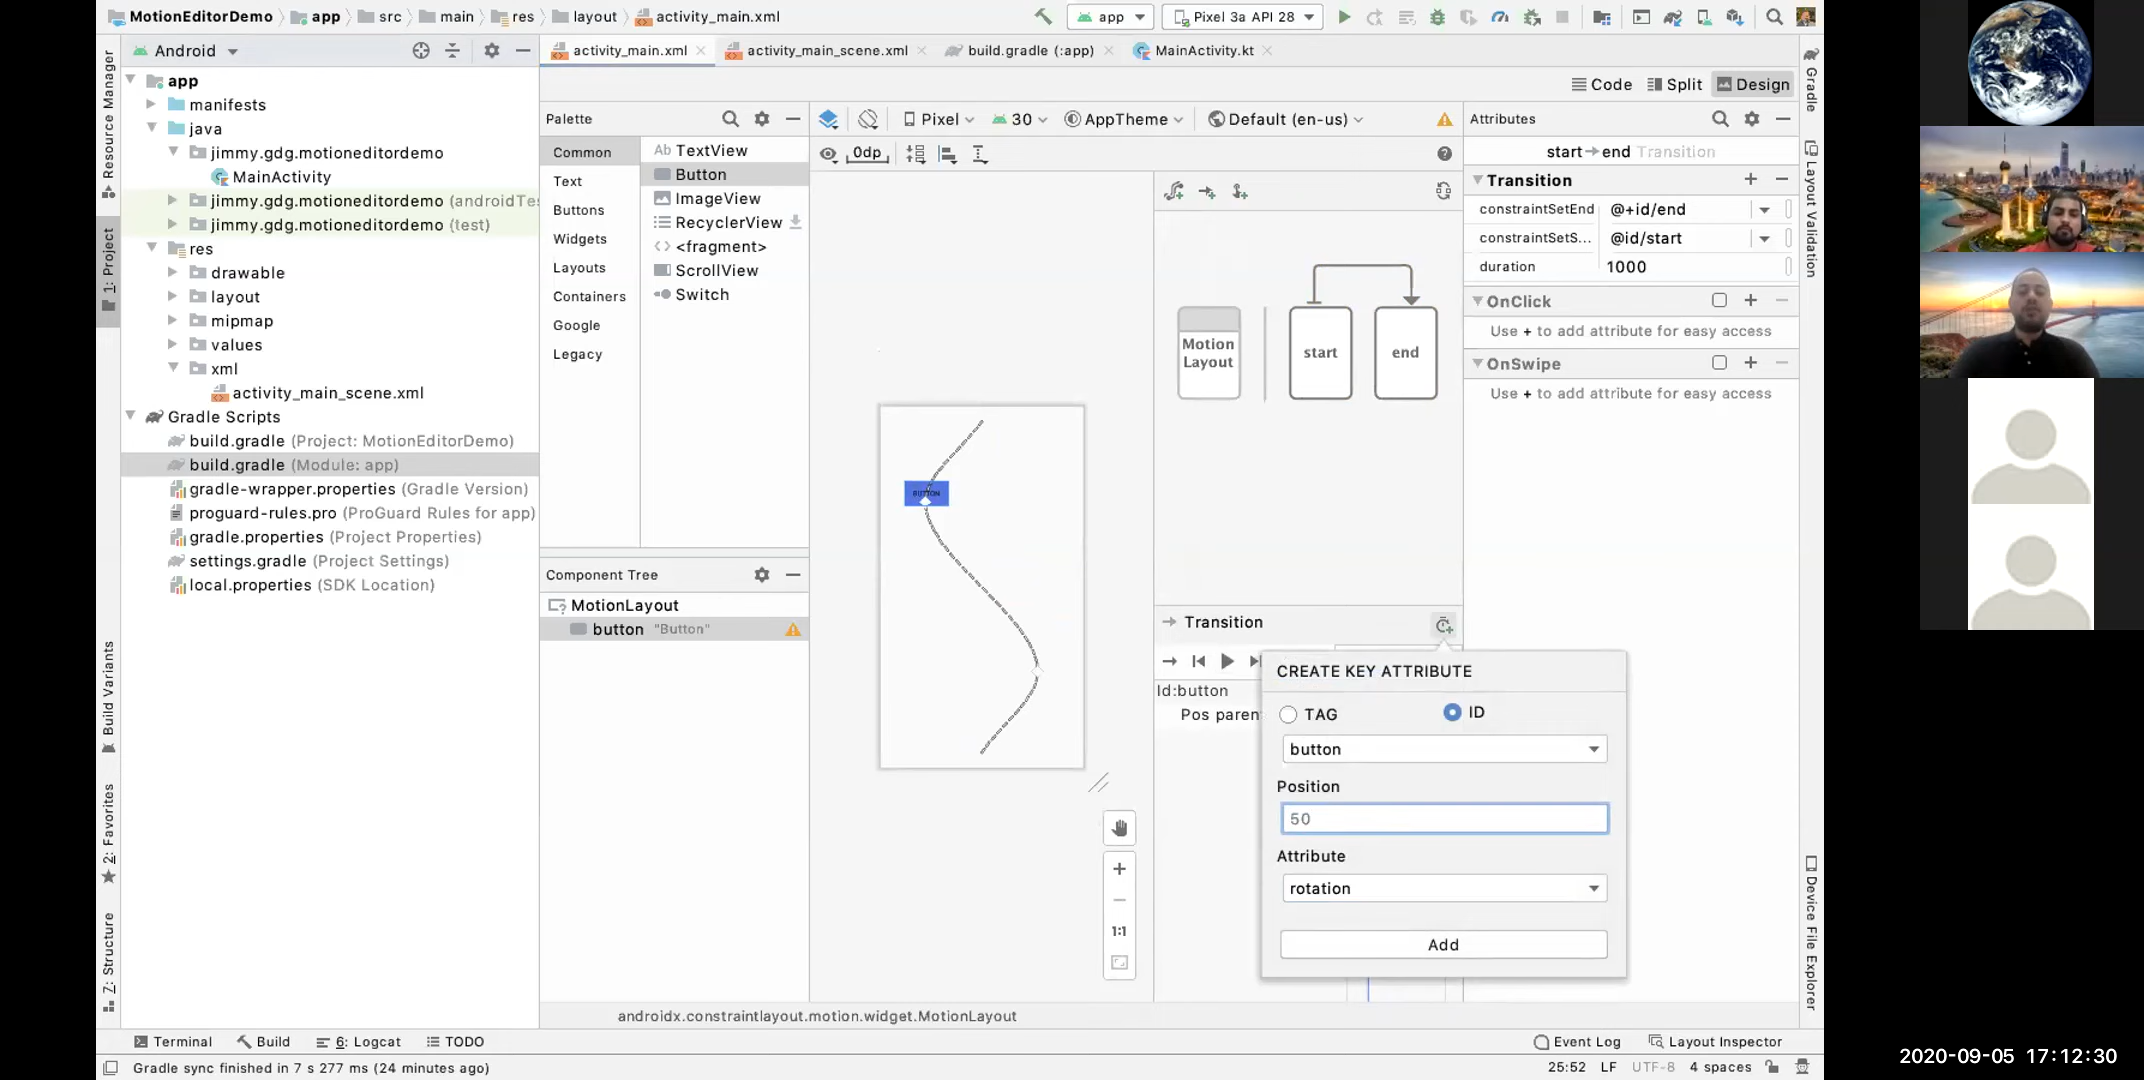 MotionEditorDemo app src main res layout activity_main.xml
app Pixel 3a API 28
Android
activity_main.xml activity_main_scene.xml build.gradle (:app) MainActivity.kt
Code Split Design
app
manifests
java
jimmy.gdg.motioneditordemo
MainActivity
jimmy.gdg.motioneditordemo (androidTes
jimmy.gdg.motioneditordemo (test)
res
drawable
layout
mipmap
values
xml
activity_main_scene.xml
Gradle Scripts
build.gradle (Project: MotionEditorDemo)
build.gradle (Module: app)
gradle-wrapper.properties (Gradle Version)
proguard-rules.pro (ProGuard Rules for app)
gradle.properties (Project Properties)
settings.gradle (Project Settings)
local.properties (SDK Location)
Resource Manager
1: Project
Build Variants
2: Favorites
Z: Structure
Palette
Common
Text
Buttons
Widgets
Layouts
Containers
Google
Legacy
Ab TextView
Button
ImageView
RecyclerView
<fragment>
ScrollView
Switch
Component Tree
MotionLayout
button "Button"
Pixel 30 AppTheme Default (en-us)
0dp
BUTTON
1:1
Motion
Layout
start
end
Transition
Id:button
Pos paren
CREATE KEY ATTRIBUTE
TAG ID
button
Position
50
Attribute
rotation
Add
Attributes
start end Transition
Transition
constraintSetEnd @+id/end
constraintSetS... @id/start
duration 1000
OnClick
Use + to add attribute for easy access
OnSwipe
Use + to add attribute for easy access
Gradle
Layout Validation
Device File Explorer
androidx.constraintlayout.motion.widget.MotionLayout
Terminal Build 6: Logcat TODO
Event Log Layout Inspector
Gradle sync finished in 7 s 277 ms (24 minutes ago)
25:52 LF UTF-8 4 spaces
2020-09-05 17:12:30